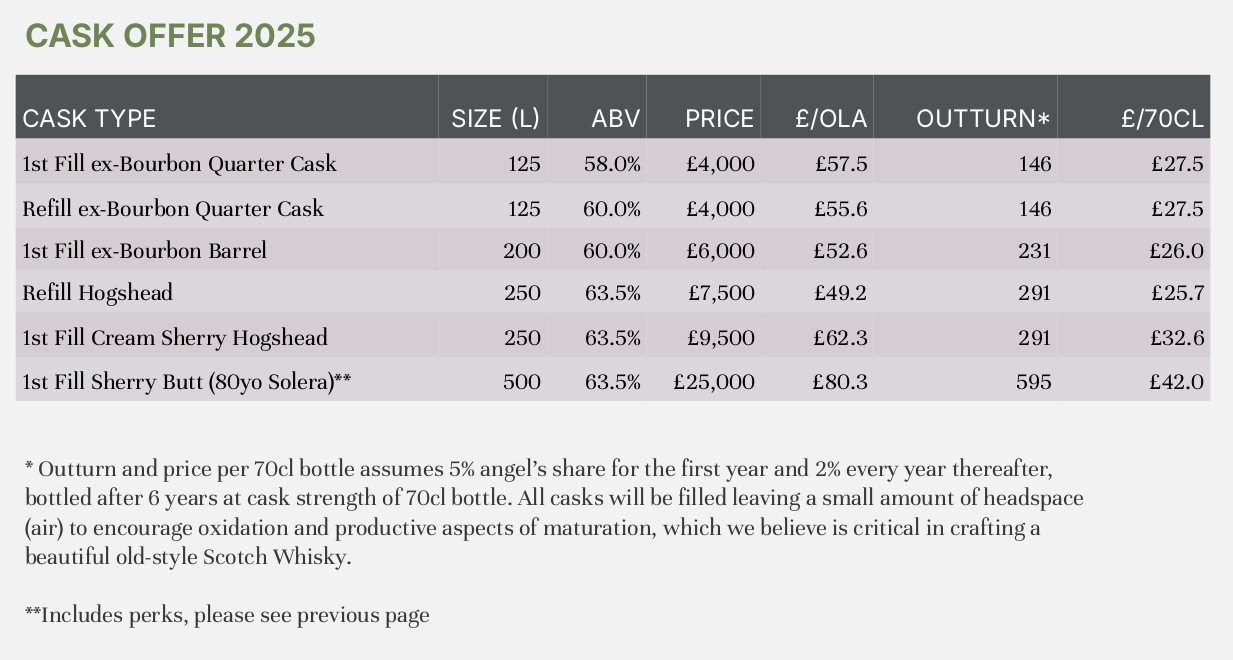 CASK OFFER 2025
CASK TYPE SIZE (L) ABV PRICE £/OLA OUTTURN* £/70CL
1st Fill ex-Bourbon Quarter Cask 125 58.0% £4,000 £57.5 146 £27.5
Refill ex-Bourbon Quarter Cask 125 60.0% £4,000 £55.6 146 £27.5
1st Fill ex-Bourbon Barrel 200 60.0% £6,000 £52.6 231 £26.0
Refill Hogshead 250 63.5% £7,500 £49.2 291 £25.7
1st Fill Cream Sherry Hogshead 250 63.5% £9,500 £62.3 291 £32.6
1st Fill Sherry Butt (80yo Solera)** 500 63.5% £25,000 £80.3 595 £42.0
* Outturn and price per 70cl bottle assumes 5% angel's share for the first year and 2% every year thereafter,
bottled after 6 years at cask strength of 70cl bottle. All casks will be filled leaving a small amount of headspace
(air) to encourage oxidation and productive aspects of maturation, which we believe is critical in crafting a
beautiful old-style Scotch Whisky.
**Includes perks, please see previous page